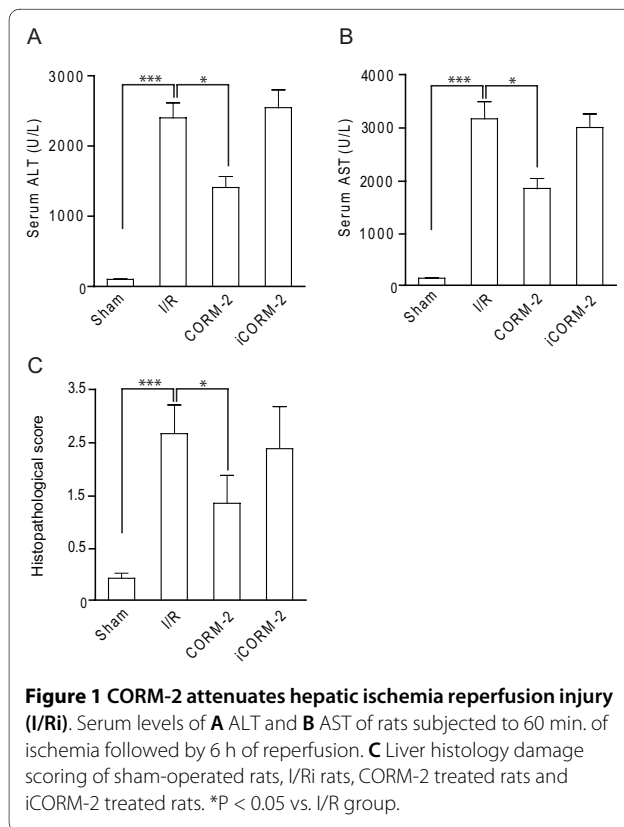 A
*** *
3000
2000
1000
0
Serum ALT (U/L)
Sham
I/R
CORM-2
iCORM-2
B
*** *
4000
3000
2000
1000
0
Serum AST (U/L)
Sham
I/R
CORM-2
iCORM-2
C
*** *
3.5
2.5
1.5
0.5
0
Histopathological score
Sham
I/R
CORM-2
iCORM-2
Figure 1 CORM-2 attenuates hepatic ischemia reperfusion injury
(I/Ri). Serum levels of A ALT and B AST of rats subjected to 60 min. of
ischemia followed by 6 h of reperfusion. C Liver histology damage
scoring of sham-operated rats, I/Ri rats, CORM-2 treated rats and
iCORM-2 treated rats. *P < 0.05 vs. I/R group.